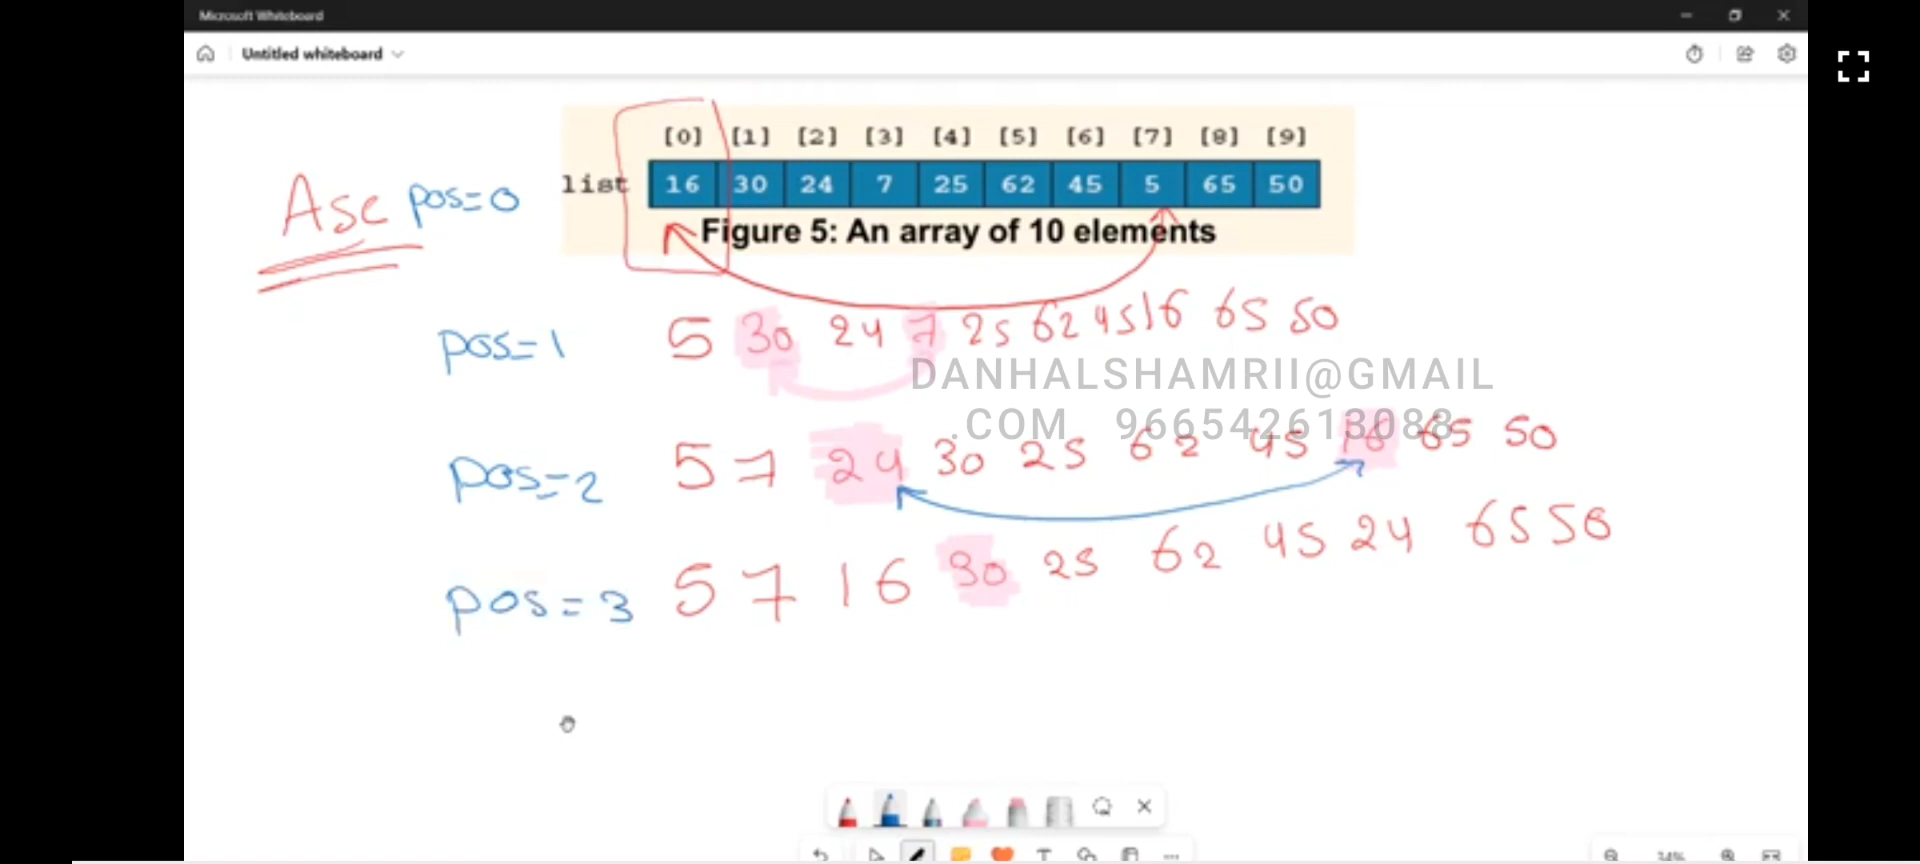 Microsoft Whiteboard
Untitled whiteboard
[0] [1] [2] [3] [4] [5] [6] [7] [8] [9]
list 16 30 24 7 25 62 45 5 65 50
Figure 5: An array of 10 elements
Asc pos=0
pos=1 5 30 24 7 25 62 45 16 65 50
DANHALSHAMRII@GMAIL
.COM 966542613088
pos=2 5 7 24 30 25 62 45 16 65 50
pos=3 5 7 16 30 25 62 45 24 65 50
34%